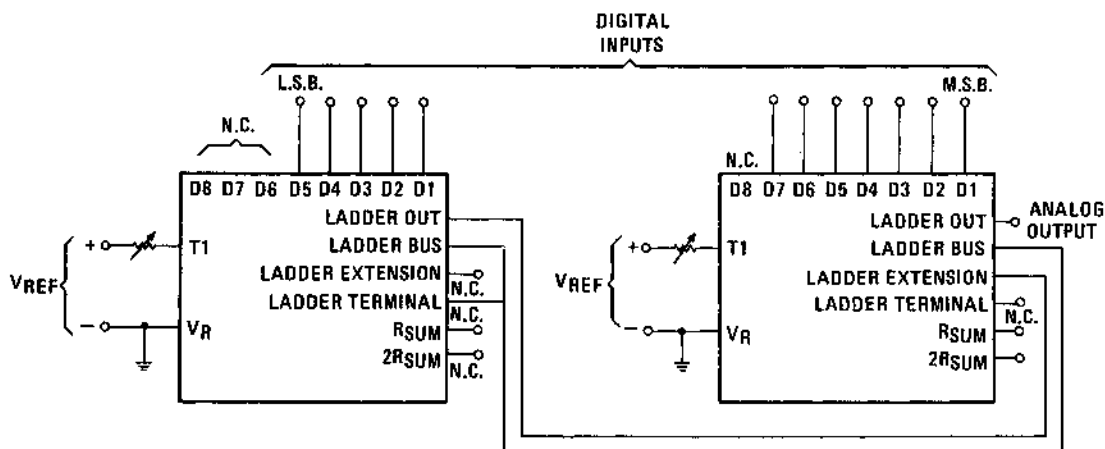 DIGITAL
INPUTS
L.S.B.
M.S.B.
N.C.
N.C.
D8 D7 D6 D5 D4 D3 D2 D1
D8 D7 D6 D5 D4 D3 D2 D1
LADDER OUT
LADDER BUS
LADDER EXTENSION
N.C.
LADDER TERMINAL
N.C.
RSUM
2RSUM
N.C.
+
T1
VREF
−
VR
LADDER OUT
ANALOG
OUTPUT
LADDER BUS
LADDER EXTENSION
LADDER TERMINAL
N.C.
RSUM
2RSUM
+
T1
VREF
−
VR